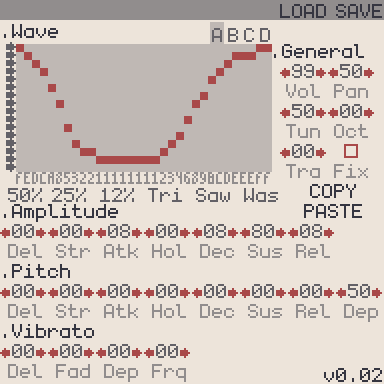 LOAD SAVE
.Wave ABCD
.General
99 50
Vol Pan
50 00
Tun Oct
00
Tra Fix
50% 25% 12% Tri Saw Was
COPY
PASTE
.Amplitude
00 00 08 00 08 80 08
Del Str Atk Hol Dec Sus Rel
.Pitch
00 00 00 00 00 00 00 50
Del Str Atk Hol Dec Sus Rel Dep
.Vibrato
00 00 00 00
Del Fad Dep Frq
v0.02